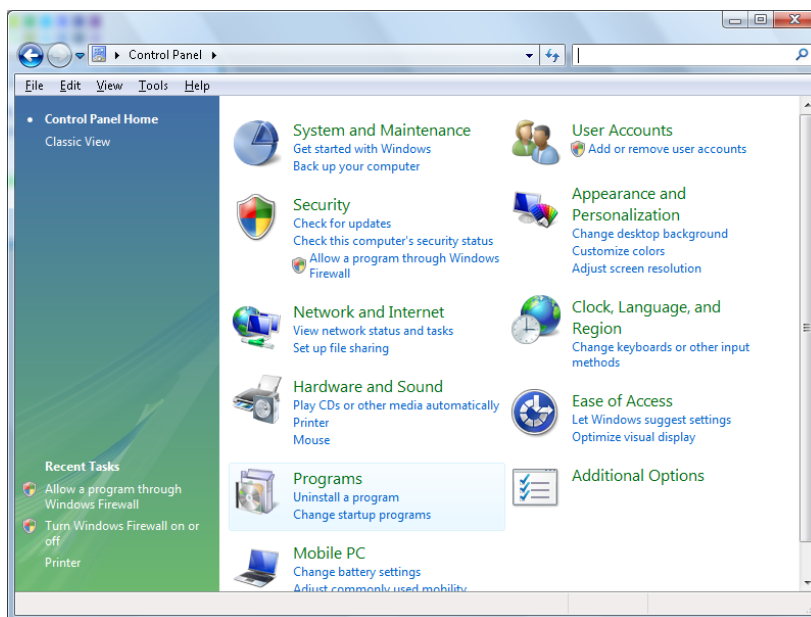 Control Panel
File Edit View Tools Help
Control Panel Home
Classic View
System and Maintenance
Get started with Windows
Back up your computer
Security
Check for updates
Check this computer's security status
Allow a program through Windows
Firewall
Network and Internet
View network status and tasks
Set up file sharing
Hardware and Sound
Play CDs or other media automatically
Printer
Mouse
Programs
Uninstall a program
Change startup programs
Mobile PC
Change battery settings
Adjust commonly used mobility
User Accounts
Add or remove user accounts
Appearance and
Personalization
Change desktop background
Customize colors
Adjust screen resolution
Clock, Language, and
Region
Change keyboards or other input
methods
Ease of Access
Let Windows suggest settings
Optimize visual display
Additional Options
Recent Tasks
Allow a program through
Windows Firewall
Turn Windows Firewall on or
off
Printer